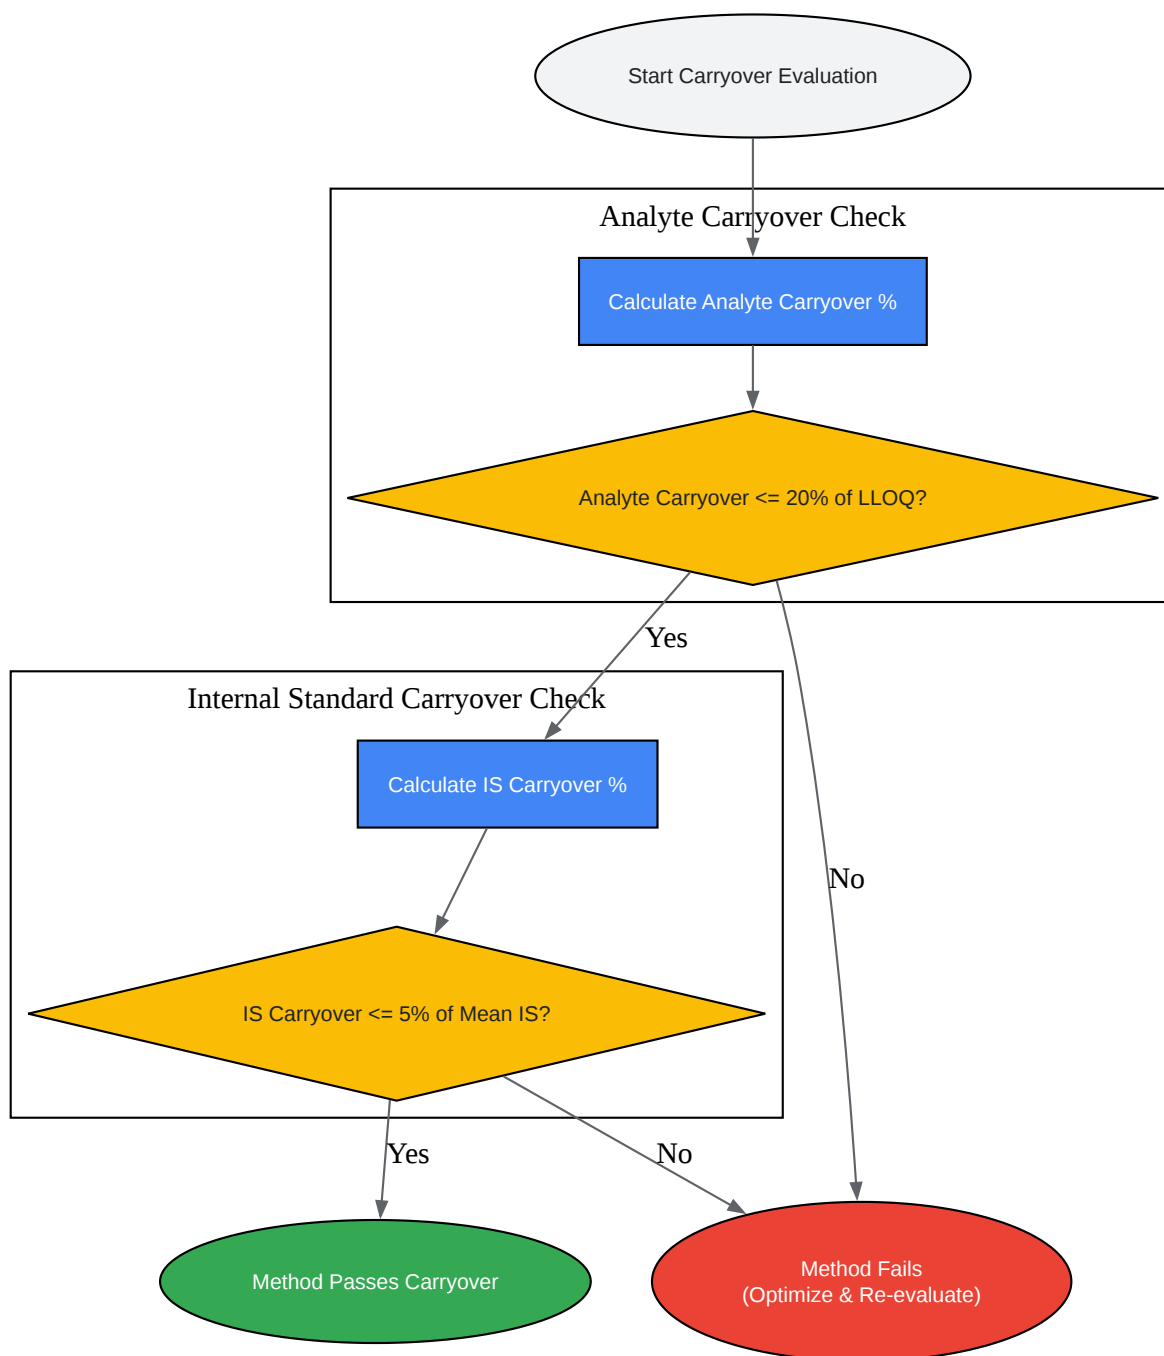 Start Carryover Evaluation
Analyte Carryover Check
Calculate Analyte Carryover %
Analyte Carryover <= 20% of LLOQ?
Yes
Internal Standard Carryover Check
Calculate IS Carryover %
No
IS Carryover <= 5% of Mean IS?
Yes
No
Method Passes Carryover
Method Fails
(Optimize & Re-evaluate)